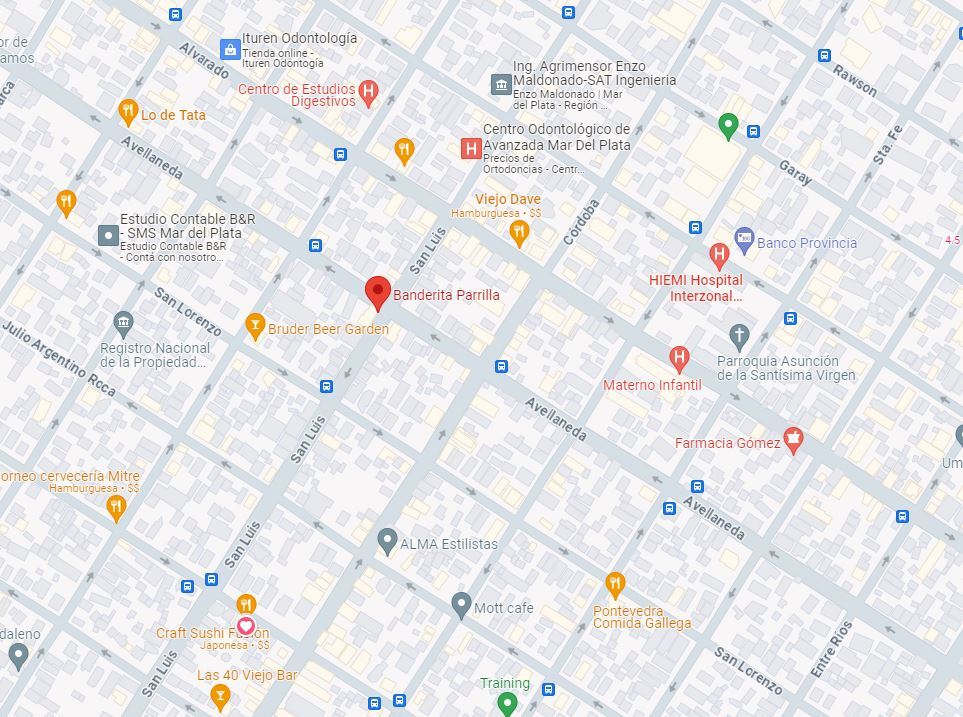 or de
amos
arca
Alvarado
Ituren Odontología
Tienda online -
Ituren Odontogía
Centro de Estudios
Digestivos
Ing. Agrimensor Enzo
Maldonado-SAT Ingenieria
Enzo Maldonado | Mar
del Plata - Región ...
Rawson
Lo de Tata
Avellaneda
Centro Odontológico de
Avanzada Mar Del Plata
Precios de
Ortodoncias - Centr...
Sta. Fe
Garay
Viejo Dave
Hamburguesa • $$
Estudio Contable B&R
- SMS Mar del Plata
Estudio Contable B&R
- Contá con nosotro...
San Luis
Córdoba
Banco Provincia
4.5
HIEMI Hospital
Interzonal...
Banderita Parrilla
San Lorenzo
Bruder Beer Garden
Julio Argentino Roca
Registro Nacional
de la Propiedad...
Parroquia Asunción
de la Santísima Virgen
Materno Infantil
Avellaneda
San Luis
Farmacia Gómez
Um
orneo cervecería Mitre
Hamburguesa • $$
Avellaneda
San Luis
ALMA Estilistas
Mott cafe
Pontevedra
Comida Gallega
daleno
Craft Sushi Fusion
Japonesa • $$
Entre Ríos
San Luis
Las 40 Viejo Bar
San Lorenzo
Training